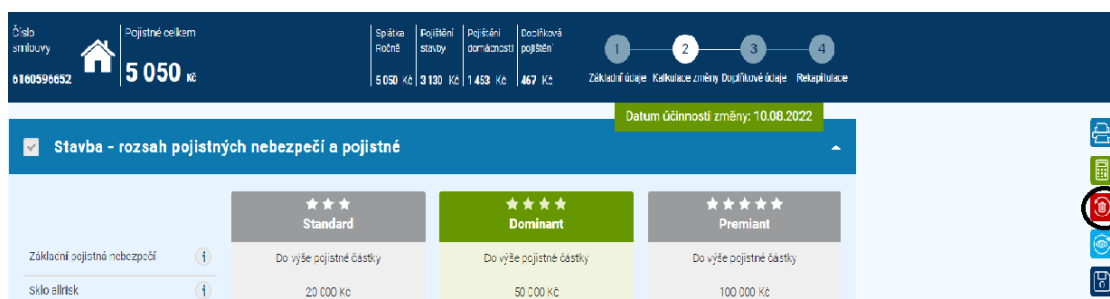 Číslo smlouvy
6160596652
Pojistné celkem
5 050 Kč
Splátka Ročně
5 050 Kč
Pojištění stavby
3 130 Kč
Pojištění domácnosti
1 453 Kč
Doplňková pojištění
467 Kč
1 2 3 4
Základní údaje Kalkulace změny Doplňkové údaje Rekapitulace
Datum účinnosti změny: 10.08.2022
Stavba - rozsah pojistných nebezpečí a pojistné
Standard Dominant Premiant
Základní pojistná nebezpečí i Do výše pojistné částky Do výše pojistné částky Do výše pojistné částky
Sklo allrisk i 20 000 Kč 50 000 Kč 100 000 Kč